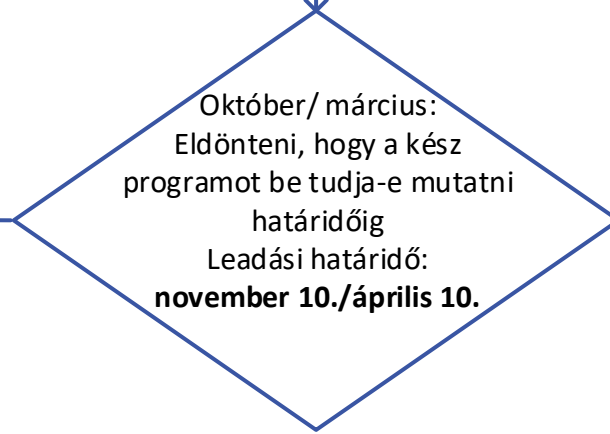 Október/ március:
Eldönteni, hogy a kész
programot be tudja-e mutatni
határidőig
Leadási határidő:
november 10./április 10.